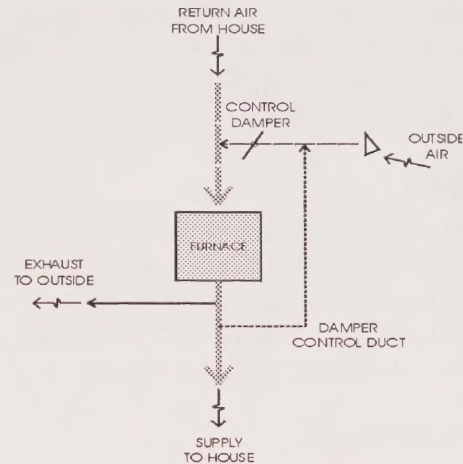 RETURN AIR
FROM HOUSE
CONTROL
DAMPER
OUTSIDE
AIR
FURNACE
EXHAUST
TO OUTSIDE
DAMPER
CONTROL DUCT
SUPPLY
TO HOUSE